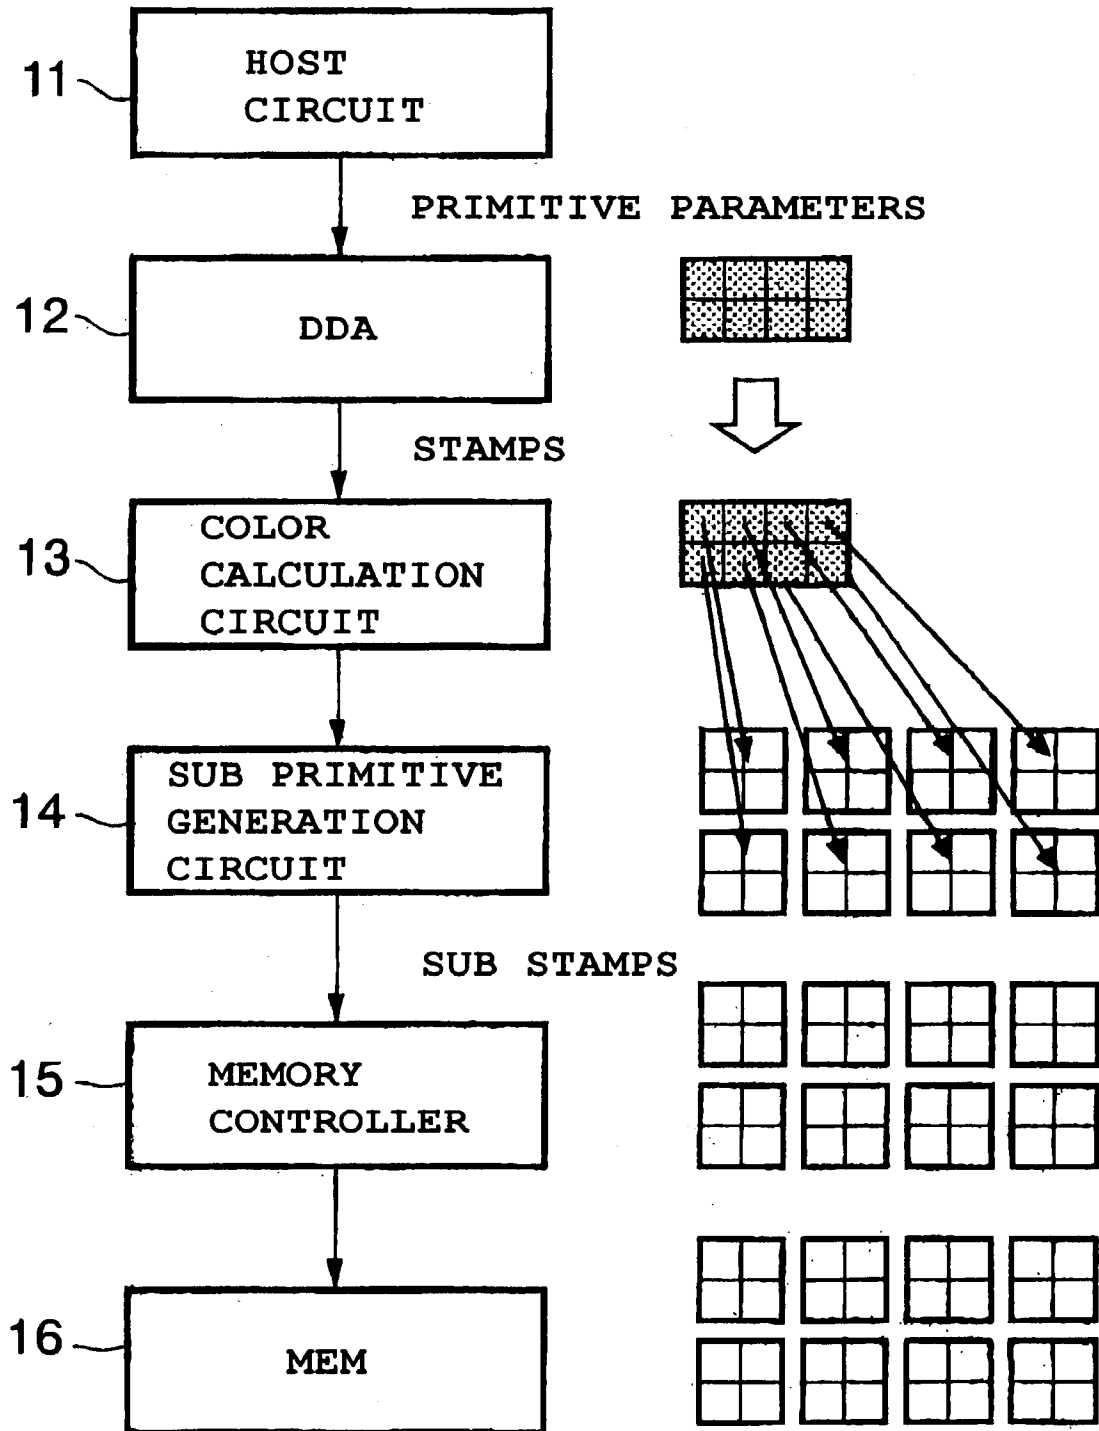 11
HOST
CIRCUIT
PRIMITIVE PARAMETERS
12
DDA
STAMPS
13
COLOR
CALCULATION
CIRCUIT
14
SUB PRIMITIVE
GENERATION
CIRCUIT
SUB STAMPS
15
MEMORY
CONTROLLER
16
MEM